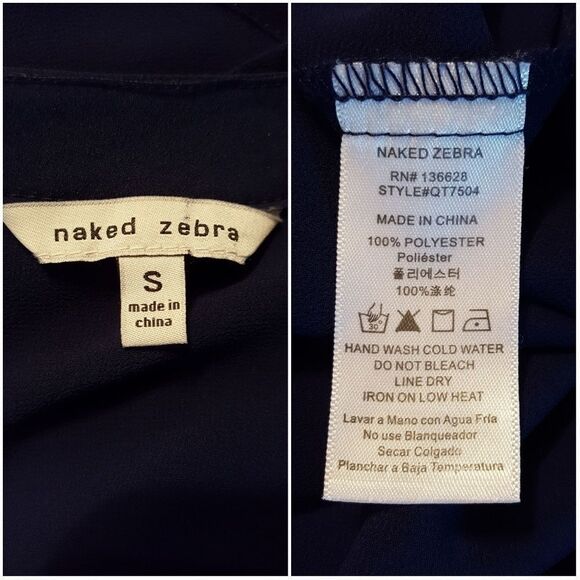 naked zebra
S
made in
china
NAKED ZEBRA
RN# 136628
STYLE#QT7504
MADE IN CHINA
100% POLYESTER
Poliéster
폴리에스터
100%涤纶
30°
HAND WASH COLD WATER
DO NOT BLEACH
LINE DRY
IRON ON LOW HEAT
Lavar a Mano con Agua Fría
No use Blanqueador
Secar Colgado
Planchar a Baja Temperatura